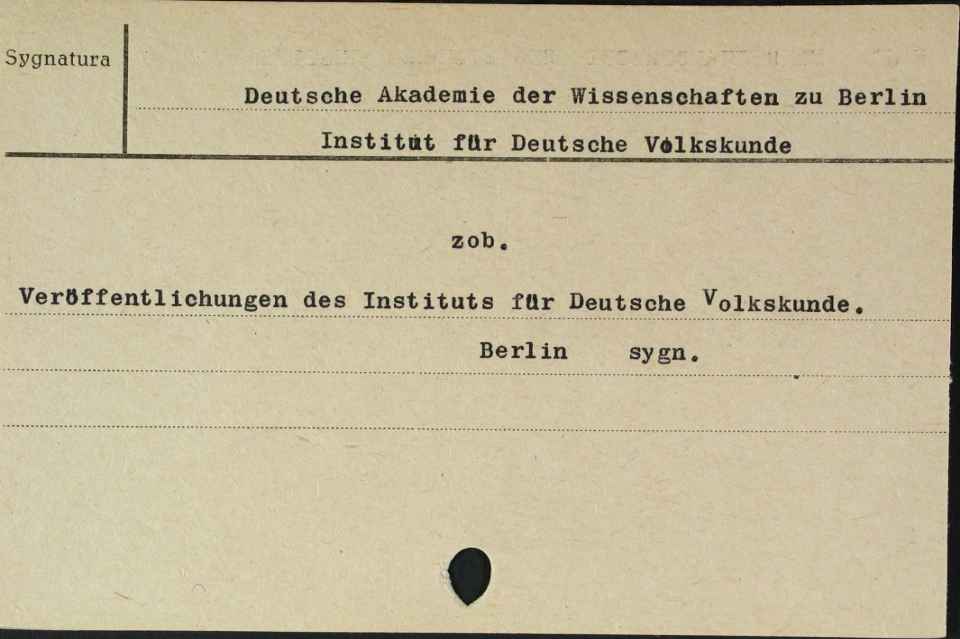 Sygnatura
Deutsche Akademie der Wissenschaften zu Berlin
Institut für Deutsche Volkskunde
zob.
Veröffentlichungen des Instituts für Deutsche Volkskunde.
Berlin sygn.